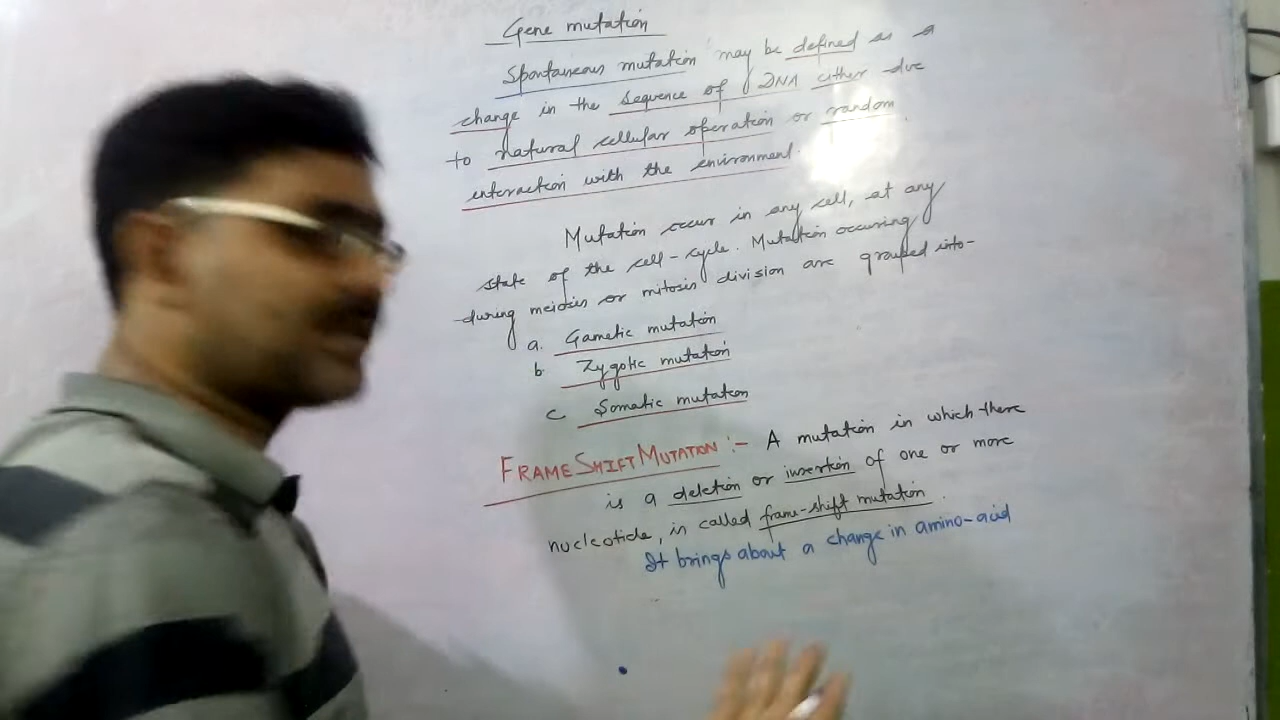 Gene mutation
Spontaneous mutation may be defined as a
change in the sequence of DNA either due
to natural cellular operation or random
interaction with the environment.
Mutation occur in any cell, at any
state of the cell-cycle. Mutation occuring
during meiosis or mitosis division are grouped into-
a. Gametic mutation
b. Zygotic mutation
c Somatic mutation
FRAME SHIFT MUTATION :- A mutation in which there
is a deletion or insertion of one or more
nucleotide, is called frame-shift mutation.
It brings about a change in amino-acid